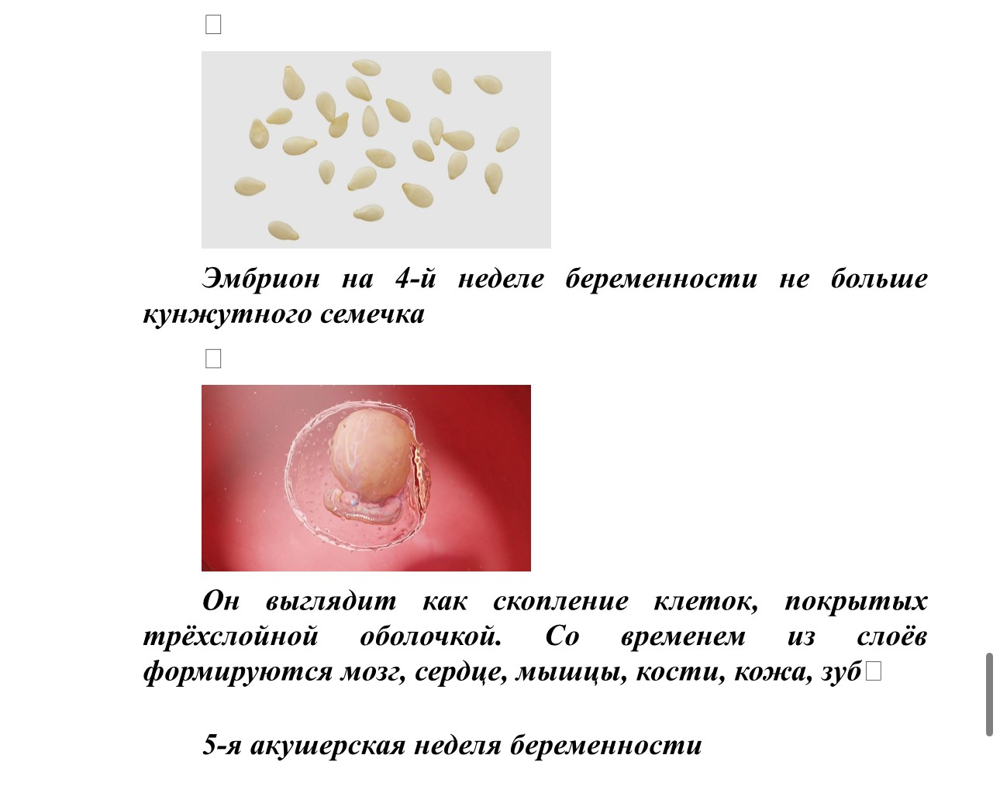 Эмбрион на 4-й неделе беременности не больше
кунжутного семечка
Он выглядит как скопление клеток, покрытых
трёхслойной оболочкой. Со временем из слоёв
формируются мозг, сердце, мышцы, кости, кожа, зуб
5-я акушерская неделя беременности